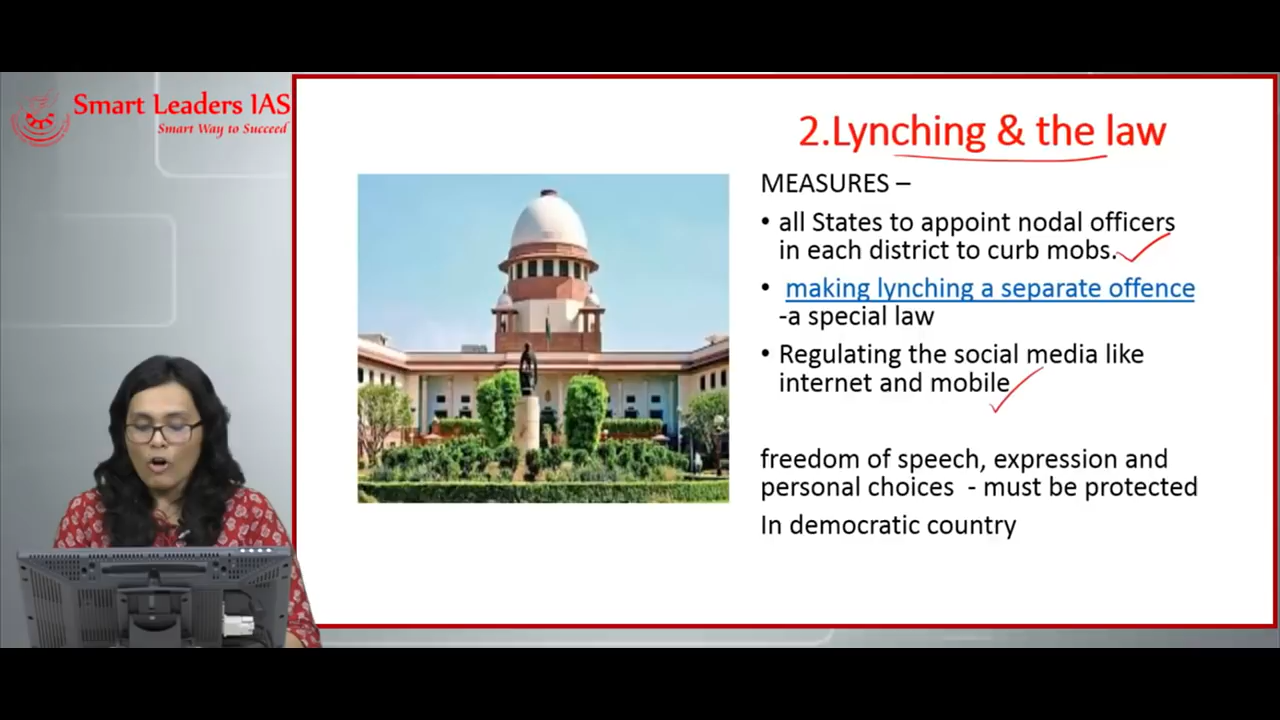 Smart Leaders IAS
Smart Way to Succeed
2.Lynching & the law
MEASURES –
• all States to appoint nodal officers
in each district to curb mobs.
• making lynching a separate offence
-a special law
• Regulating the social media like
internet and mobile
freedom of speech, expression and
personal choices - must be protected
In democratic country